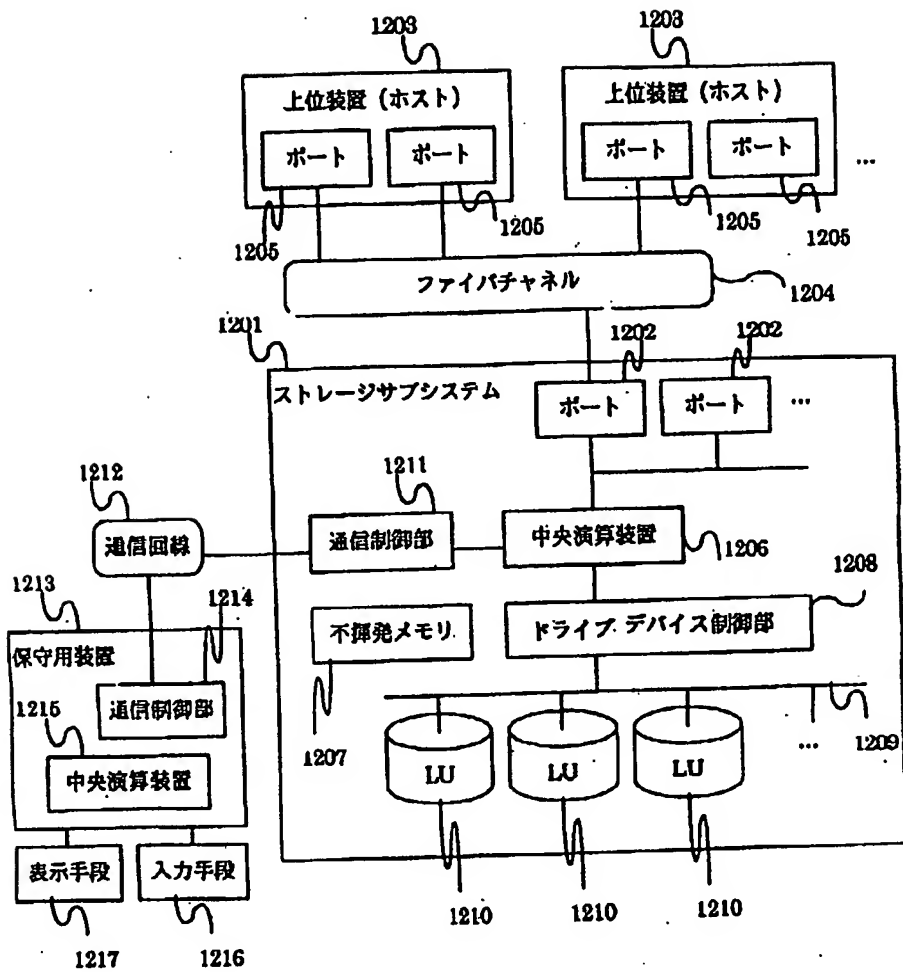 1203
1203
上位装置 (ホスト)
上位装置 (ホスト)
ポート
ポート
ポート
ポート
...
1205
1205
1205
1205
ファイバチャネル
1204
1201
1202
1202
ストレージサブシステム
ポート
ポート
...
1212
1211
通信回線
通信制御部
中央演算装置
1206
1213
1214
1208
不揮発メモリ
ドライブ デバイス制御部
保守用装置
1215
通信制御部
1207
LU
LU
LU
...
1209
中央演算装置
表示手段
入力手段
1210
1210
1210
1217
1216